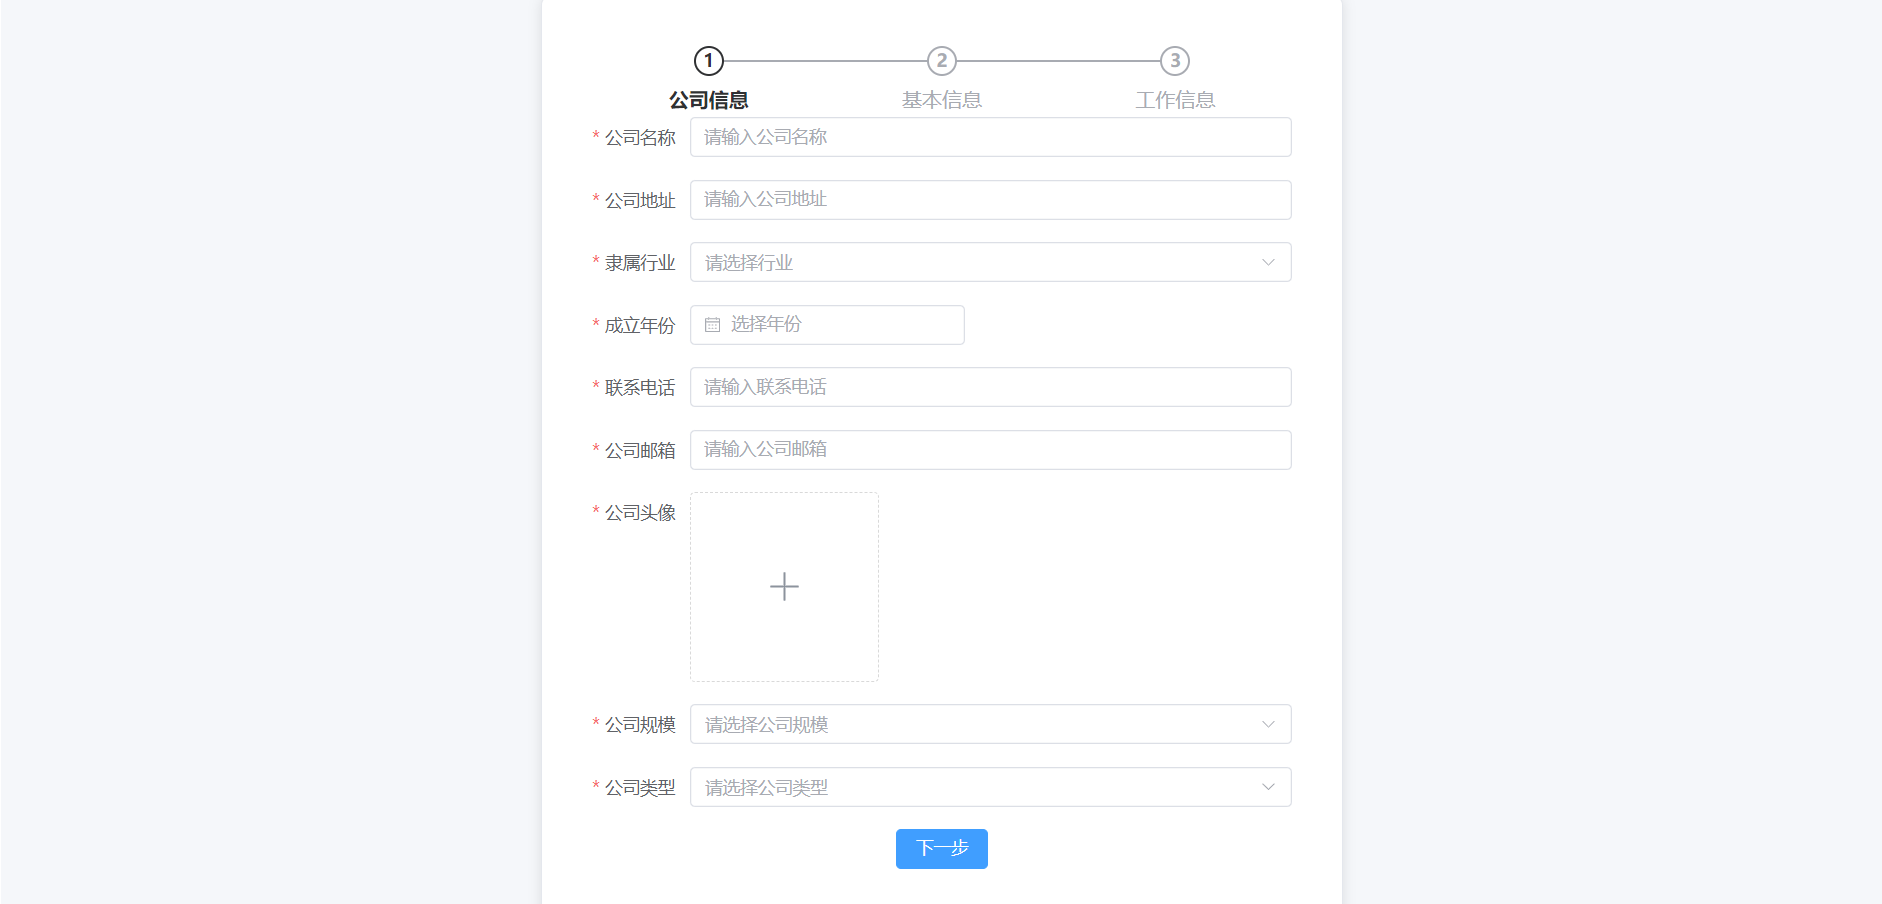 1 2 3
公司信息 基本信息 工作信息
* 公司名称 请输入公司名称
* 公司地址 请输入公司地址
* 隶属行业 请选择行业
* 成立年份 选择年份
* 联系电话 请输入联系电话
* 公司邮箱 请输入公司邮箱
* 公司头像
* 公司规模 请选择公司规模
* 公司类型 请选择公司类型
下一步